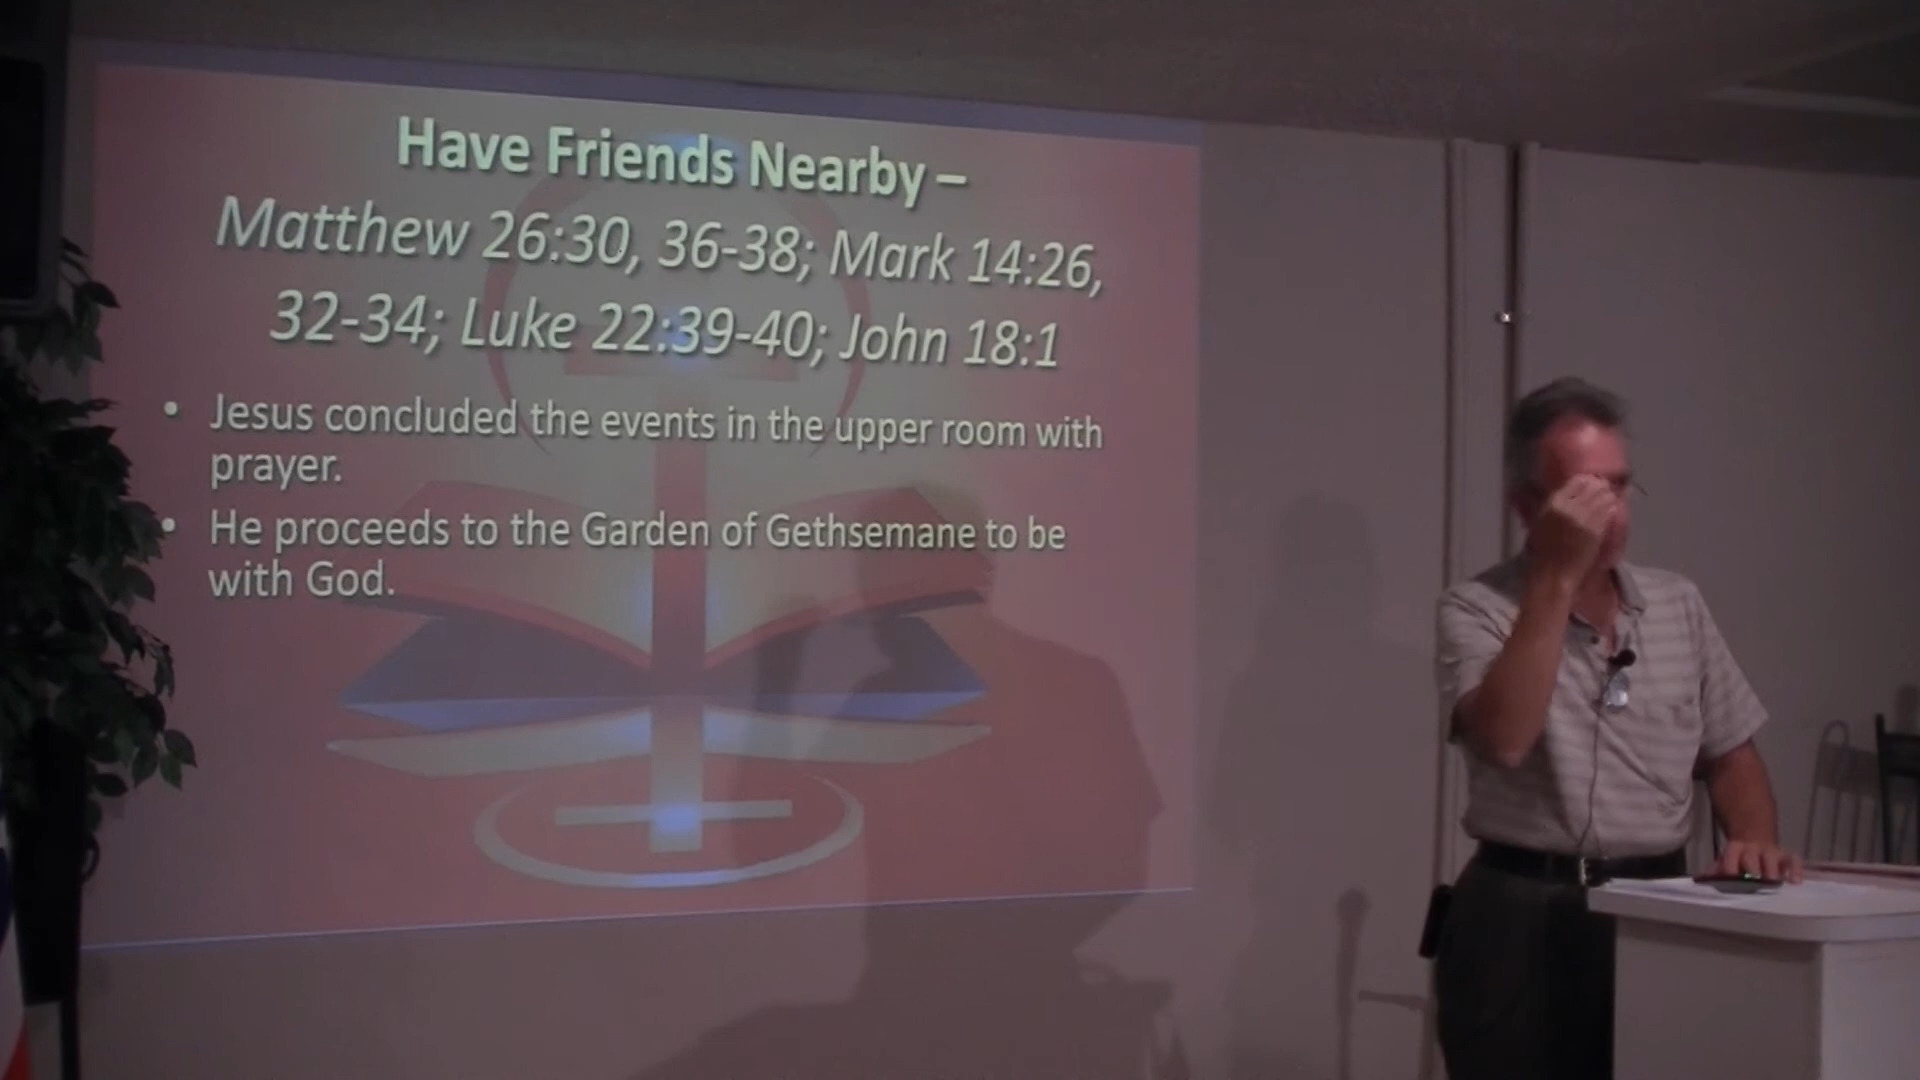 Have Friends Nearby –
Matthew 26:30, 36-38; Mark 14:26,
32-34; Luke 22:39-40; John 18:1
• Jesus concluded the events in the upper room with
prayer.
• He proceeds to the Garden of Gethsemane to be
with God.